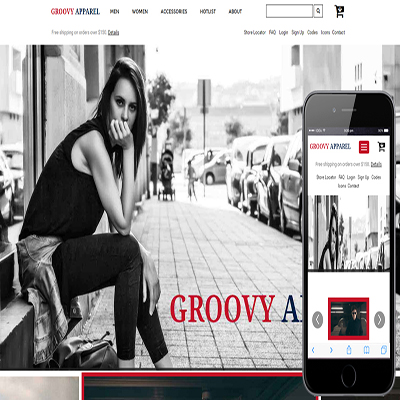 GROOVY APPAREL MEN WOMEN ACCESSORIES HOTLIST ABOUT
Free shipping on orders over $150. Details Store Locator FAQ Login Sign Up Codes Icons Contact
GROOVY A
GROOVY APPAREL
Free shipping on orders over $150. Details
Store Locator FAQ Login Sign Up Codes
Icons Contact